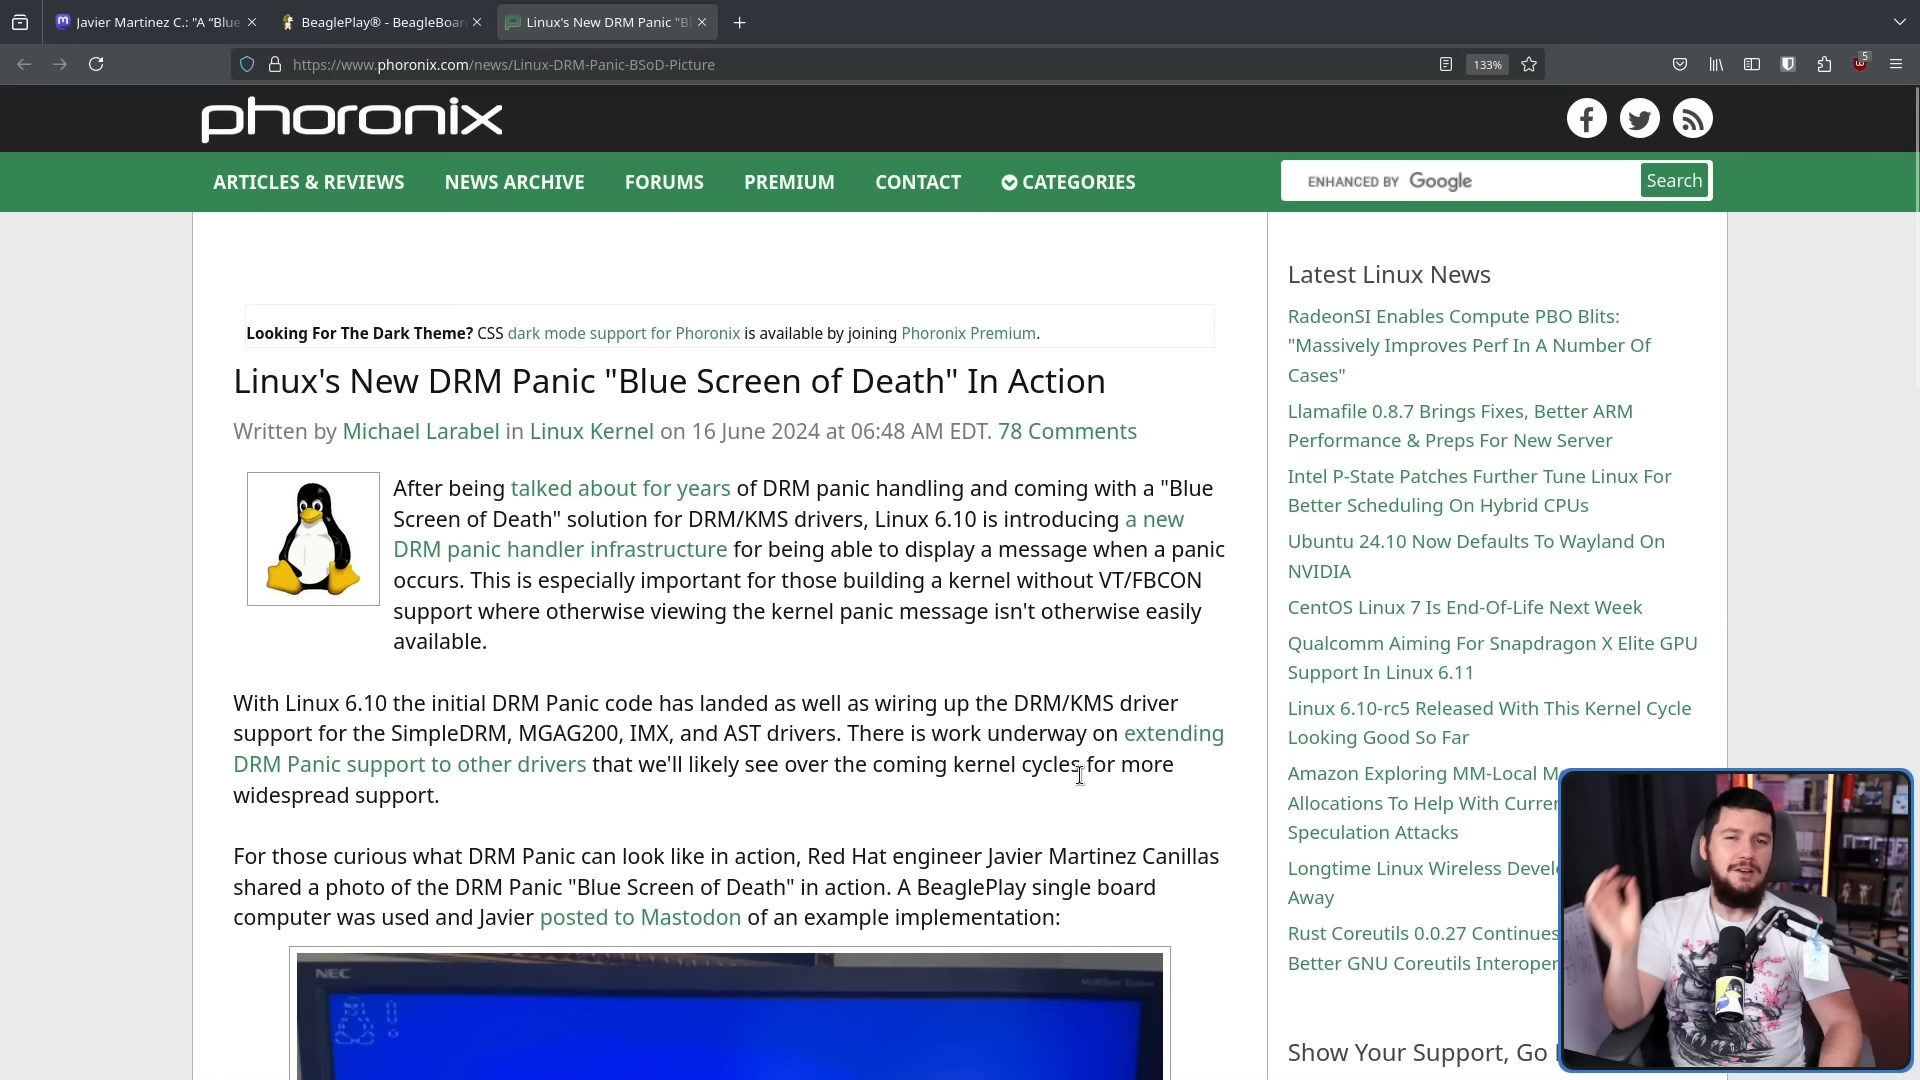 Javier Martinez C.: "A “Blue
BeaglePlay® - BeagleBoar
Linux's New DRM Panic "Bl
https://www.phoronix.com/news/Linux-DRM-Panic-BSoD-Picture
133%
5
phoronix
ARTICLES & REVIEWS
NEWS ARCHIVE
FORUMS
PREMIUM
CONTACT
CATEGORIES
ENHANCED BY Google
Search
Looking For The Dark Theme? CSS dark mode support for Phoronix is available by joining Phoronix Premium.
Linux's New DRM Panic "Blue Screen of Death" In Action
Written by Michael Larabel in Linux Kernel on 16 June 2024 at 06:48 AM EDT. 78 Comments
After being talked about for years of DRM panic handling and coming with a "Blue
Screen of Death" solution for DRM/KMS drivers, Linux 6.10 is introducing a new
DRM panic handler infrastructure for being able to display a message when a panic
occurs. This is especially important for those building a kernel without VT/FBCON
support where otherwise viewing the kernel panic message isn't otherwise easily
available.
With Linux 6.10 the initial DRM Panic code has landed as well as wiring up the DRM/KMS driver
support for the SimpleDRM, MGAG200, IMX, and AST drivers. There is work underway on extending
DRM Panic support to other drivers that we'll likely see over the coming kernel cycles for more
widespread support.
For those curious what DRM Panic can look like in action, Red Hat engineer Javier Martinez Canillas
shared a photo of the DRM Panic "Blue Screen of Death" in action. A BeaglePlay single board
computer was used and Javier posted to Mastodon of an example implementation:
NEC
Latest Linux News
RadeonSI Enables Compute PBO Blits:
"Massively Improves Perf In A Number Of
Cases"
Llamafile 0.8.7 Brings Fixes, Better ARM
Performance & Preps For New Server
Intel P-State Patches Further Tune Linux For
Better Scheduling On Hybrid CPUs
Ubuntu 24.10 Now Defaults To Wayland On
NVIDIA
CentOS Linux 7 Is End-Of-Life Next Week
Qualcomm Aiming For Snapdragon X Elite GPU
Support In Linux 6.11
Linux 6.10-rc5 Released With This Kernel Cycle
Looking Good So Far
Amazon Exploring MM-Local M
Allocations To Help With Curren
Speculation Attacks
Longtime Linux Wireless Develo
Away
Rust Coreutils 0.0.27 Continues
Better GNU Coreutils Interoper
Show Your Support, Go